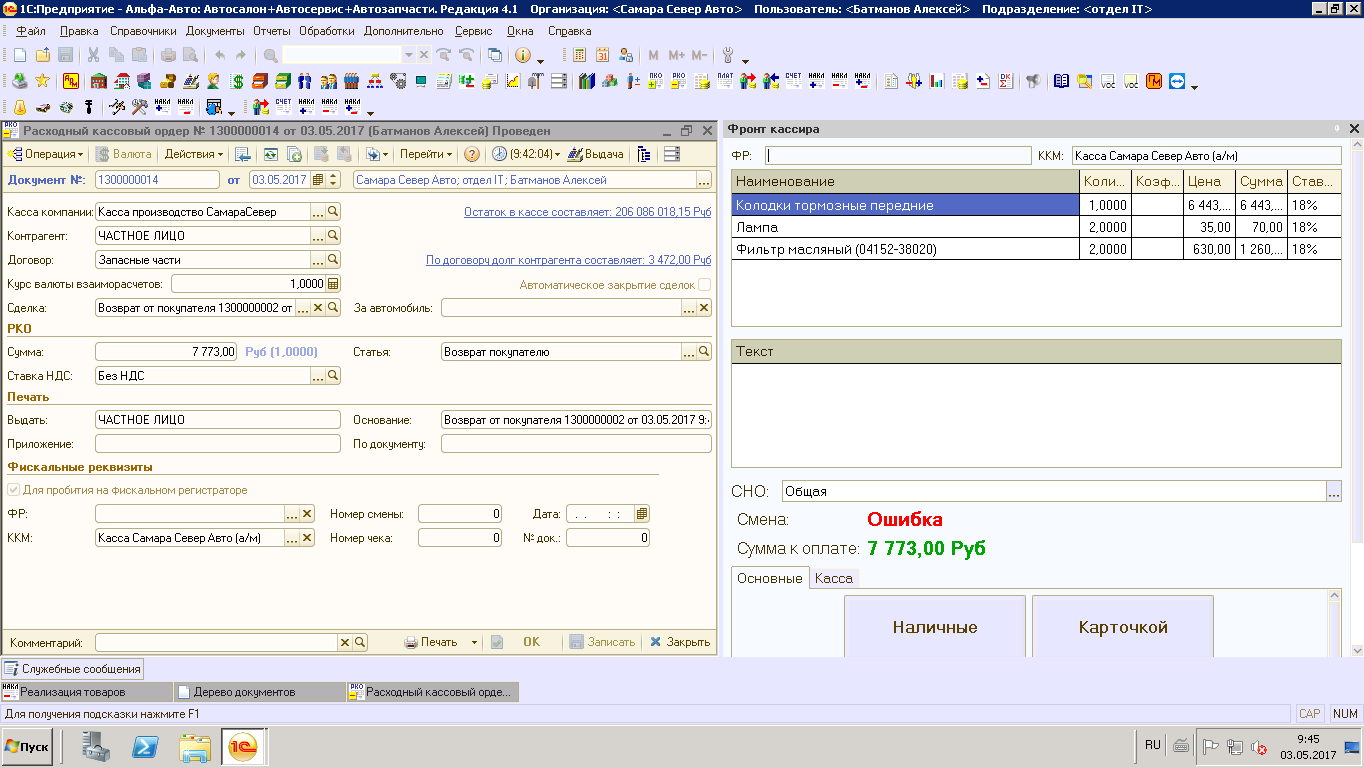 1С:Предприятие - Альфа-Авто: Автосалон+Автосервис+Автозапчасти. Редакция 4.1 Организация: <Самара Север Авто> Пользователь: <Батманов Алексей> Подразделение: <отдел IT>
Файл Правка Справочники Документы Отчеты Обработки Дополнительно Сервис Окна Справка
M M+ M-
Расходный кассовый ордер № 1300000014 от 03.05.2017 (Батманов Алексей) Проведен
Операция Валюта Действия Перейти (9:42:04) Выдача
Документ №: 1300000014 от 03.05.2017 Самара Север Авто; отдел IT; Батманов Алексей ...
Касса компании: Касса производство СамараСевер ... Остаток в кассе составляет: 206 086 018,15 Руб
Контрагент: ЧАСТНОЕ ЛИЦО ...
Договор: Запасные части ... По договору долг контрагента составляет: 3 472,00 Руб
Курс валюты взаиморасчетов: 1,0000 Автоматическое закрытие сделок
Сделка: Возврат от покупателя 1300000002 от ... За автомобиль: ...
РКО
Сумма: 7 773,00 Руб (1,0000) Статья: Возврат покупателю ...
Ставка НДС: Без НДС ...
Печать
Выдать: ЧАСТНОЕ ЛИЦО Основание: Возврат от покупателя 1300000002 от 03.05.2017 9:
Приложение: По документу:
Фискальные реквизиты
Для пробития на фискальном регистраторе
ФР: ... Номер смены: 0 Дата: . . : :
ККМ: Касса Самара Север Авто (а/м) ... Номер чека: 0 № док.: 0
Комментарий: Печать OK Записать Закрыть
Фронт кассира
ФР: ККМ: Касса Самара Север Авто (а/м)
Наименование Коли... Коэф... Цена Сумма Став...
Колодки тормозные передние 1,0000 6 443,... 6 443,... 18%
Лампа 2,0000 35,00 70,00 18%
Фильтр масляный (04152-38020) 2,0000 630,00 1 260,... 18%
Текст
СНО: Общая ...
Смена: Ошибка
Сумма к оплате: 7 773,00 Руб
Основные Касса
Наличные Карточкой
Служебные сообщения
Реализация товаров Дерево документов Расходный кассовый орде...
Для получения подсказки нажмите F1 CAP NUM
Пуск RU 9:45
03.05.2017